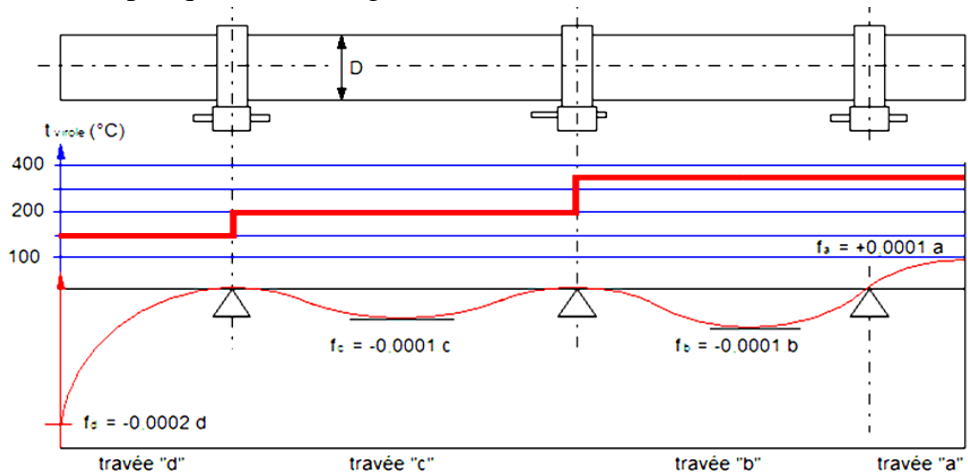 D
t virole (°C)
400
200
100
fa = +0,0001 a
fc = -0,0001 c
fb = -0,0001 b
fd = -0,0002 d
travée "d"
travée "c"
travée "b"
travée "a"